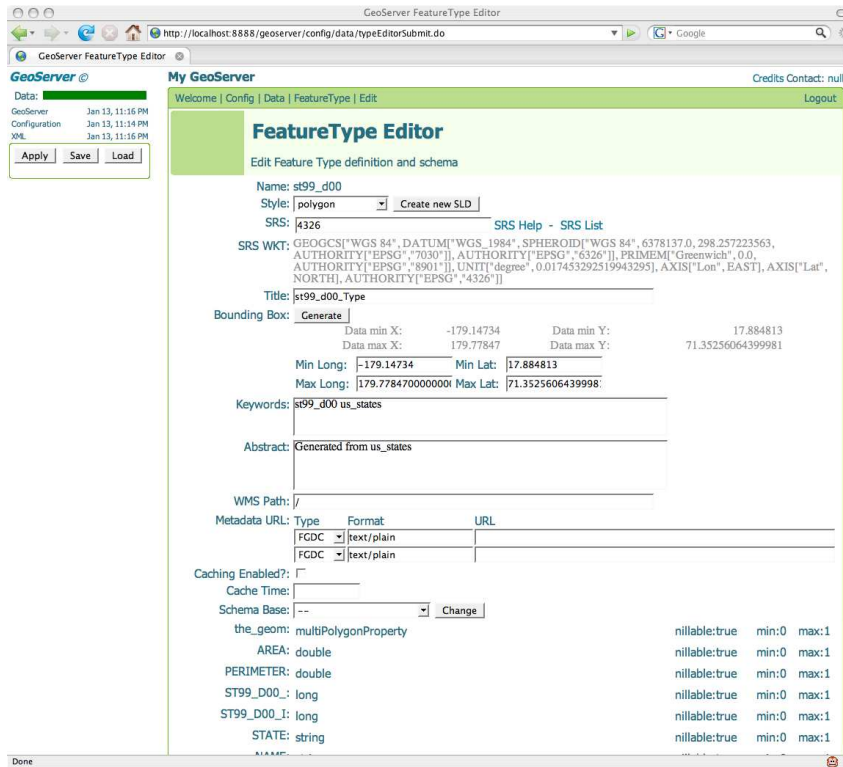 GeoServer FeatureType Editor
http://localhost:8888/geoserver/config/data/typeEditorSubmit.do
Google
GeoServer FeatureType Editor
GeoServer ©
My GeoServer
Credits Contact: nul
Data:
Welcome | Config | Data | FeatureType | Edit
Logout
GeoServer Jan 13, 11:16 PM
Configuration Jan 13, 11:14 PM
XML Jan 13, 11:16 PM
Apply Save Load
FeatureType Editor
Edit Feature Type definition and schema
Name: st99_d00
Style: polygon Create new SLD
SRS: 4326 SRS Help - SRS List
SRS WKT: GEOGCS["WGS 84", DATUM["WGS_1984", SPHEROID["WGS 84", 6378137.0, 298.257223563,
AUTHORITY["EPSG","7030"]], AUTHORITY["EPSG","6326"]], PRIMEM["Greenwich", 0.0,
AUTHORITY["EPSG","8901"]], UNIT["degree", 0.017453292519943295], AXIS["Lon", EAST], AXIS["Lat",
NORTH], AUTHORITY["EPSG","4326"]]
Title: st99_d00_Type
Bounding Box: Generate
Data min X: -179.14734 Data min Y: 17.884813
Data max X: 179.77847 Data max Y: 71.35256064399981
Min Long: -179.14734 Min Lat: 17.884813
Max Long: 179.778470000000 Max Lat: 71.3525606439998
Keywords: st99_d00 us_states
Abstract: Generated from us_states
WMS Path: /
Metadata URL: Type Format URL
FGDC text/plain
FGDC text/plain
Caching Enabled?:
Cache Time:
Schema Base: -- Change
the_geom: multiPolygonProperty nillable:true min:0 max:1
AREA: double nillable:true min:0 max:1
PERIMETER: double nillable:true min:0 max:1
ST99_D00_: long nillable:true min:0 max:1
ST99_D00_I: long nillable:true min:0 max:1
STATE: string nillable:true min:0 max:1
Done